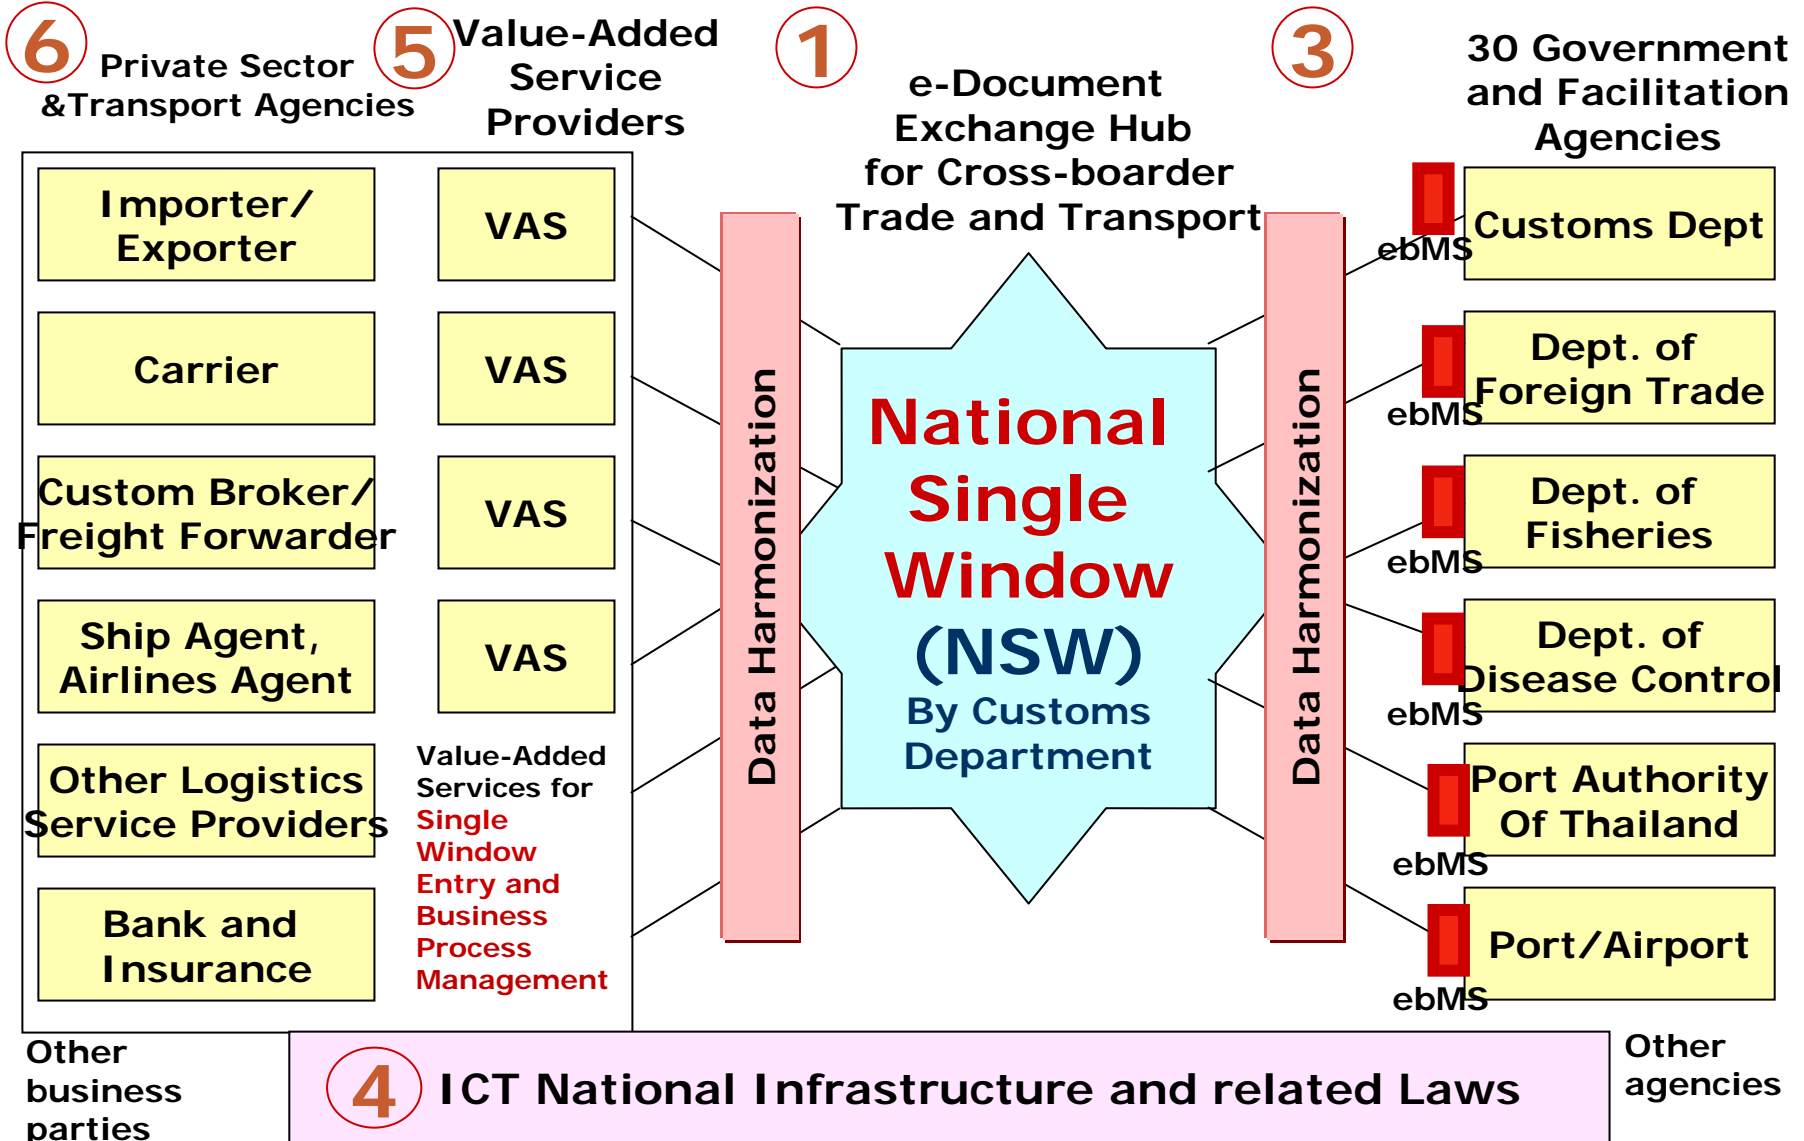 6
Private Sector
&Transport Agencies
5
Value-Added
Service
Providers
1
e-Document
Exchange Hub
for Cross-boarder
Trade and Transport
3
30 Government
and Facilitation
Agencies
Importer/
Exporter
Carrier
Custom Broker/
Freight Forwarder
Ship Agent,
Airlines Agent
Other Logistics
Service Providers
Bank and
Insurance
VAS
VAS
VAS
VAS
Value-Added
Services for
Single
Window
Entry and
Business
Process
Management
Data Harmonization
National
Single
Window
(NSW)
By Customs
Department
Data Harmonization
ebMS
Customs Dept
ebMS
Dept. of
Foreign Trade
ebMS
Dept. of
Fisheries
ebMS
Dept. of
Disease Control
ebMS
Port Authority
Of Thailand
ebMS
Port/Airport
Other
business
parties
4
ICT National Infrastructure and related Laws
Other
agencies